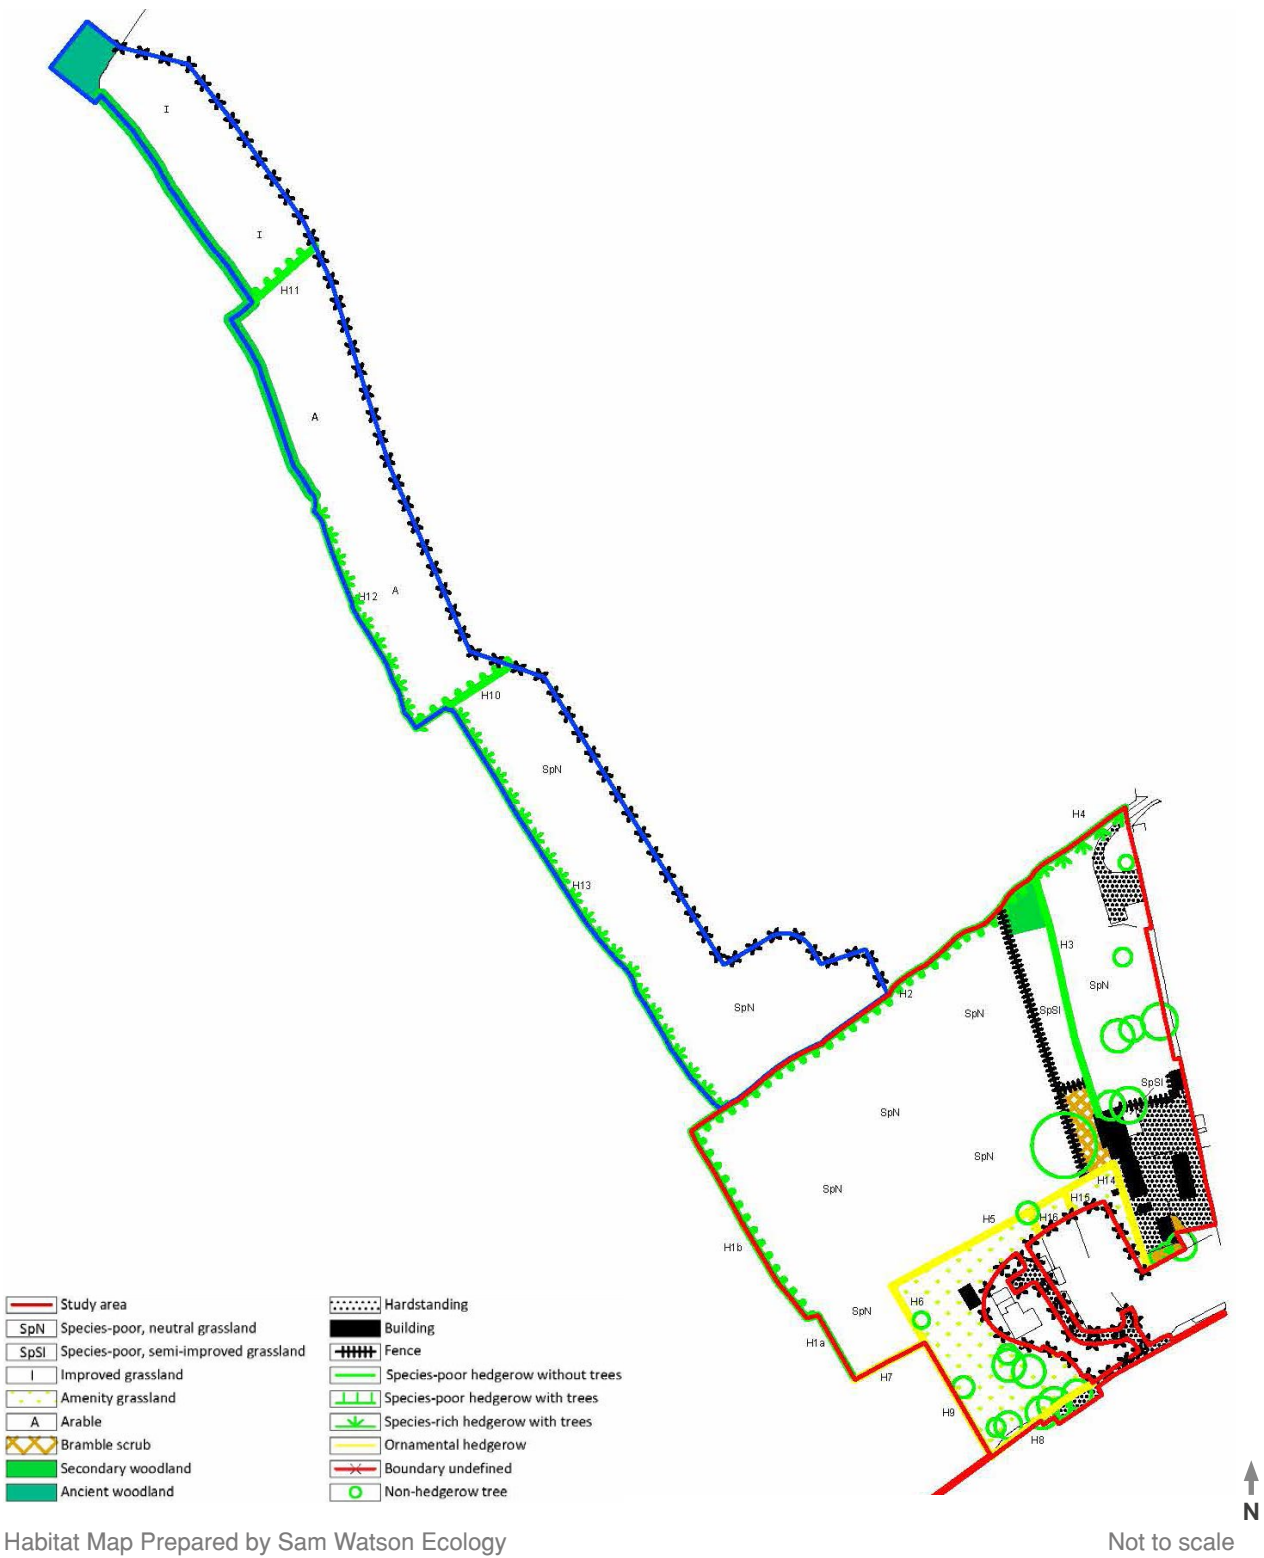 I
I
H11
A
H12
A
H10
SpN
H13
H4
H3
SpN
H2
SpN
SpN
SpSI
SpN
SpSI
SpN
SpN
H14
H15
SpN
H16
H5
H1b
H6
SpN
H1a
H7
H9
H8
Study area
SpN Species-poor, neutral grassland
SpSI Species-poor, semi-improved grassland
I Improved grassland
Amenity grassland
A Arable
Bramble scrub
Secondary woodland
Ancient woodland
Hardstanding
Building
Fence
Species-poor hedgerow without trees
Species-poor hedgerow with trees
Species-rich hedgerow with trees
Ornamental hedgerow
Boundary undefined
Non-hedgerow tree
N
Habitat Map Prepared by Sam Watson Ecology
Not to scale